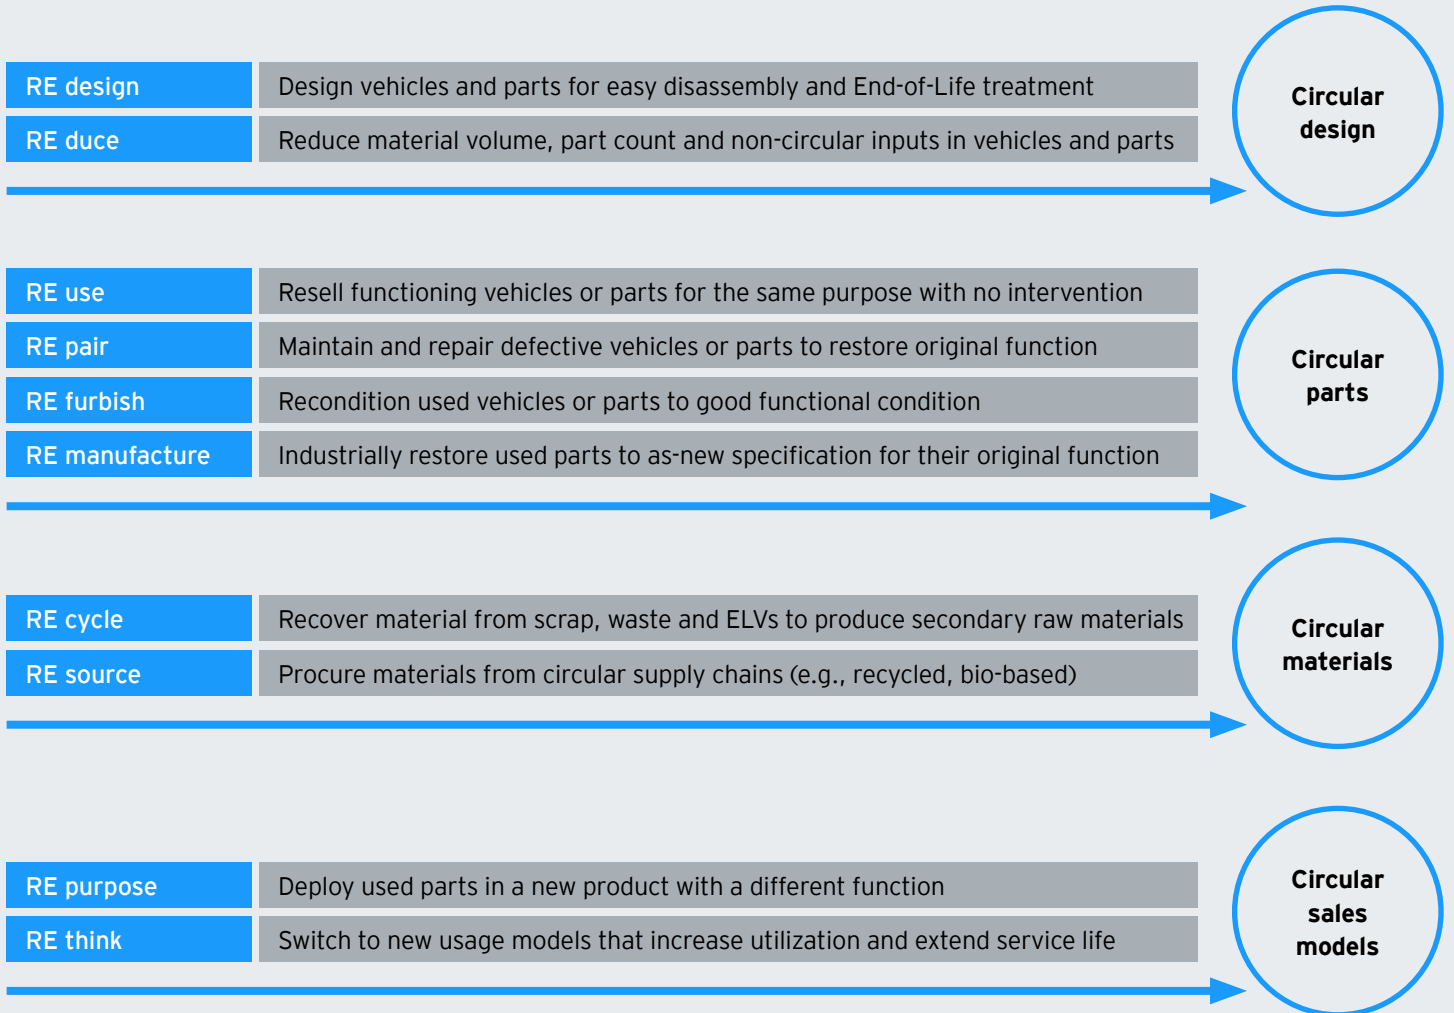 RE design
Design vehicles and parts for easy disassembly and End-of-Life treatment
RE duce
Reduce material volume, part count and non-circular inputs in vehicles and parts
Circular
design
RE use
Resell functioning vehicles or parts for the same purpose with no intervention
RE pair
Maintain and repair defective vehicles or parts to restore original function
RE furbish
Recondition used vehicles or parts to good functional condition
RE manufacture
Industrially restore used parts to as-new specification for their original function
Circular
parts
RE cycle
Recover material from scrap, waste and ELVs to produce secondary raw materials
RE source
Procure materials from circular supply chains (e.g., recycled, bio-based)
Circular
materials
RE purpose
Deploy used parts in a new product with a different function
RE think
Switch to new usage models that increase utilization and extend service life
Circular
sales
models